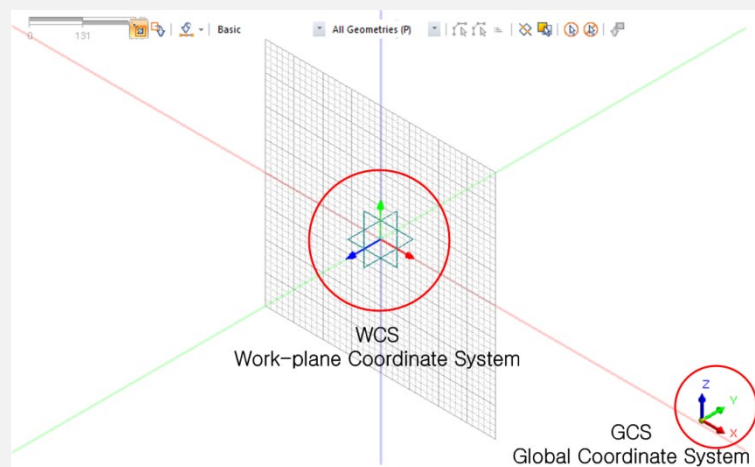 0 131
Basic
All Geometries (P)
WCS
Work-plane Coordinate System
Z
Y
X
GCS
Global Coordinate System